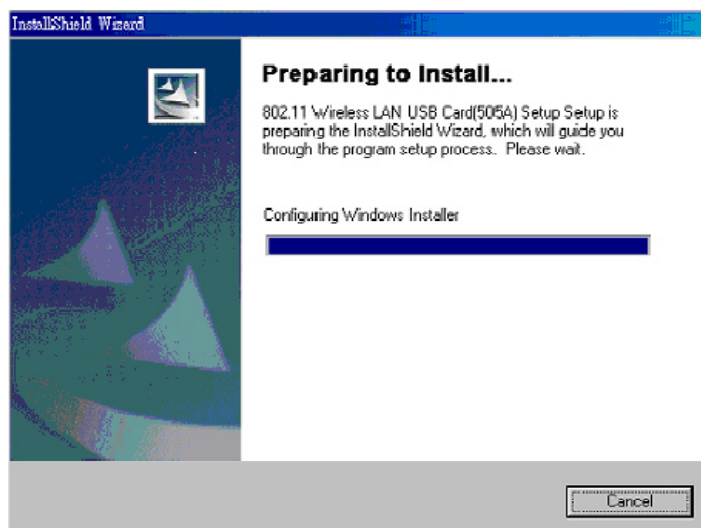 InstallShield Wizard
Preparing to Install...
802.11 Wireless LAN USB Card(505A) Setup Setup is
preparing the InstallShield Wizard, which will guide you
through the program setup process. Please wait.
Configuring Windows Installer
Cancel